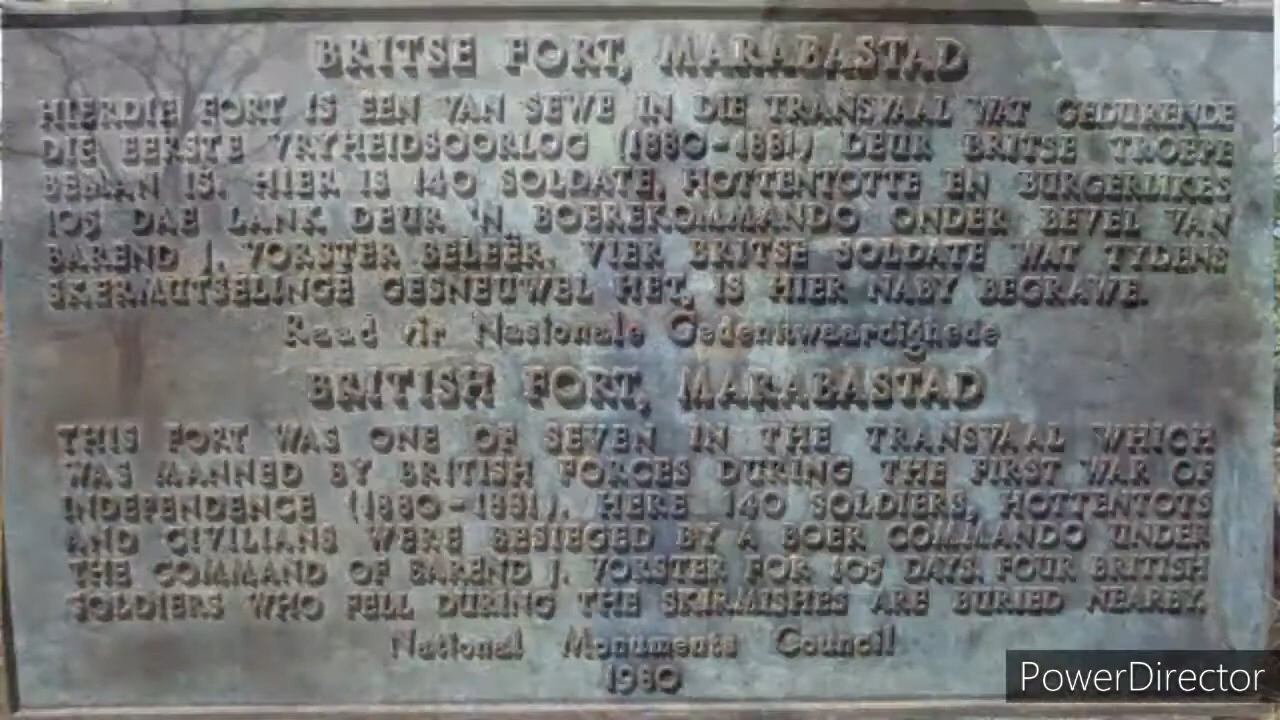 BRITSE FORT, MARABASTAD
HIERDIE FORT IS EEN VAN SEWE IN DIE TRANSVAAL WAT GEDURENDE
DIE EERSTE VRYHEIDSOORLOG (1880-1881) DEUR BRITSE TROEPE
BEMAN IS. HIER IS 140 SOLDATE, HOTTENTOTTE EN BURGERLIKES
105 DAE LANK DEUR 'N BOEREKOMMANDO ONDER BEVEL VAN
BAREND J. VORSTER BELEËR. VIER BRITSE SOLDATE WAT TYDENS
SKERMUTSELINGE GESNEUWEL HET, IS HIER NABY BEGRAWE.
Raad vir Nasionale Gedenkwaardighede
BRITISH FORT, MARABASTAD
THIS FORT WAS ONE OF SEVEN IN THE TRANSVAAL WHICH
WAS MANNED BY BRITISH FORCES DURING THE FIRST WAR OF
INDEPENDENCE (1880-1881). HERE 140 SOLDIERS, HOTTENTOTS
AND CIVILIANS WERE BESIEGED BY A BOER COMMANDO UNDER
THE COMMAND OF BAREND J. VORSTER FOR 105 DAYS. FOUR BRITISH
SOLDIERS WHO FELL DURING THE SKIRMISHES ARE BURIED NEARBY.
National Monuments Council
1980
PowerDirector